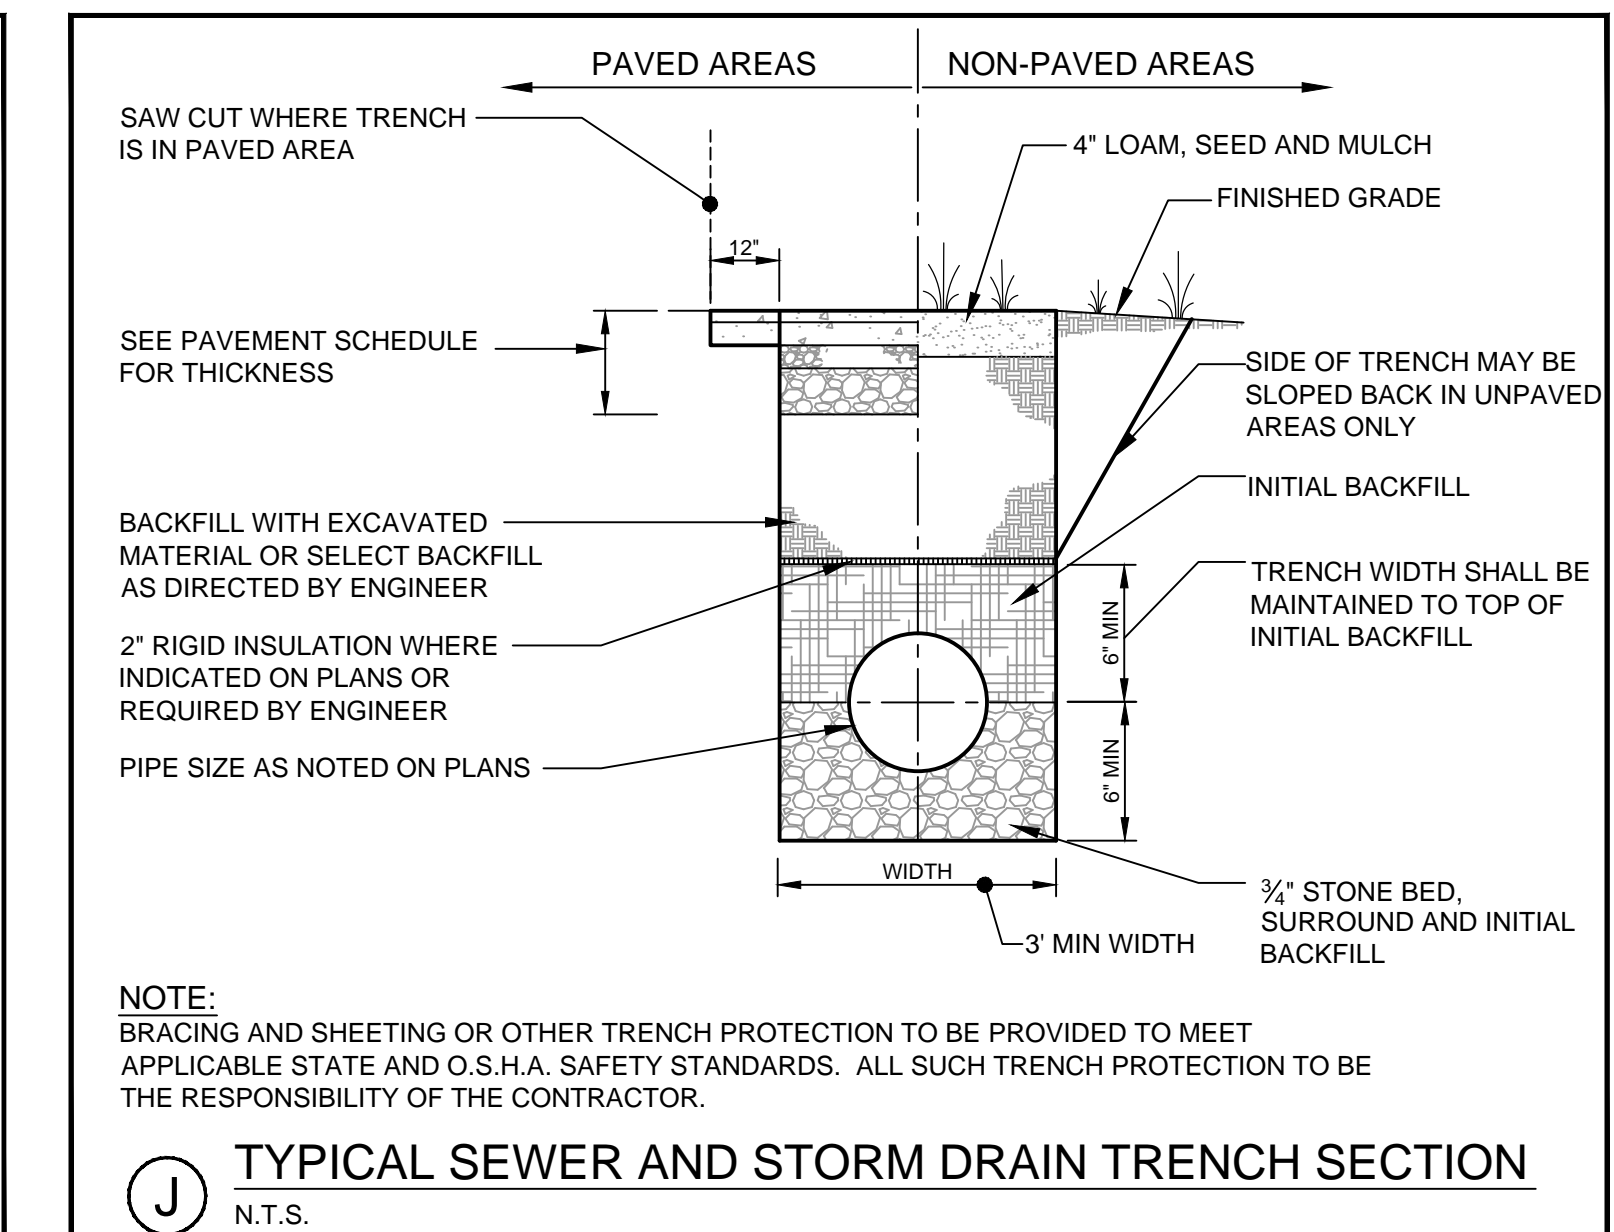 PAVED AREAS
NON-PAVED AREAS
SAW CUT WHERE TRENCH
IS IN PAVED AREA
4" LOAM, SEED AND MULCH
FINISHED GRADE
12"
SEE PAVEMENT SCHEDULE
FOR THICKNESS
SIDE OF TRENCH MAY BE
SLOPED BACK IN UNPAVED
AREAS ONLY
INITIAL BACKFILL
BACKFILL WITH EXCAVATED
MATERIAL OR SELECT BACKFILL
AS DIRECTED BY ENGINEER
TRENCH WIDTH SHALL BE
MAINTAINED TO TOP OF
INITIAL BACKFILL
6" MIN
2" RIGID INSULATION WHERE
INDICATED ON PLANS OR
REQUIRED BY ENGINEER
6" MIN
PIPE SIZE AS NOTED ON PLANS
WIDTH
3' MIN WIDTH
¾" STONE BED,
SURROUND AND INITIAL
BACKFILL
NOTE:
BRACING AND SHEETING OR OTHER TRENCH PROTECTION TO BE PROVIDED TO MEET
APPLICABLE STATE AND O.S.H.A. SAFETY STANDARDS.  ALL SUCH TRENCH PROTECTION TO BE
THE RESPONSIBILITY OF THE CONTRACTOR.
J
TYPICAL SEWER AND STORM DRAIN TRENCH SECTION
N.T.S.